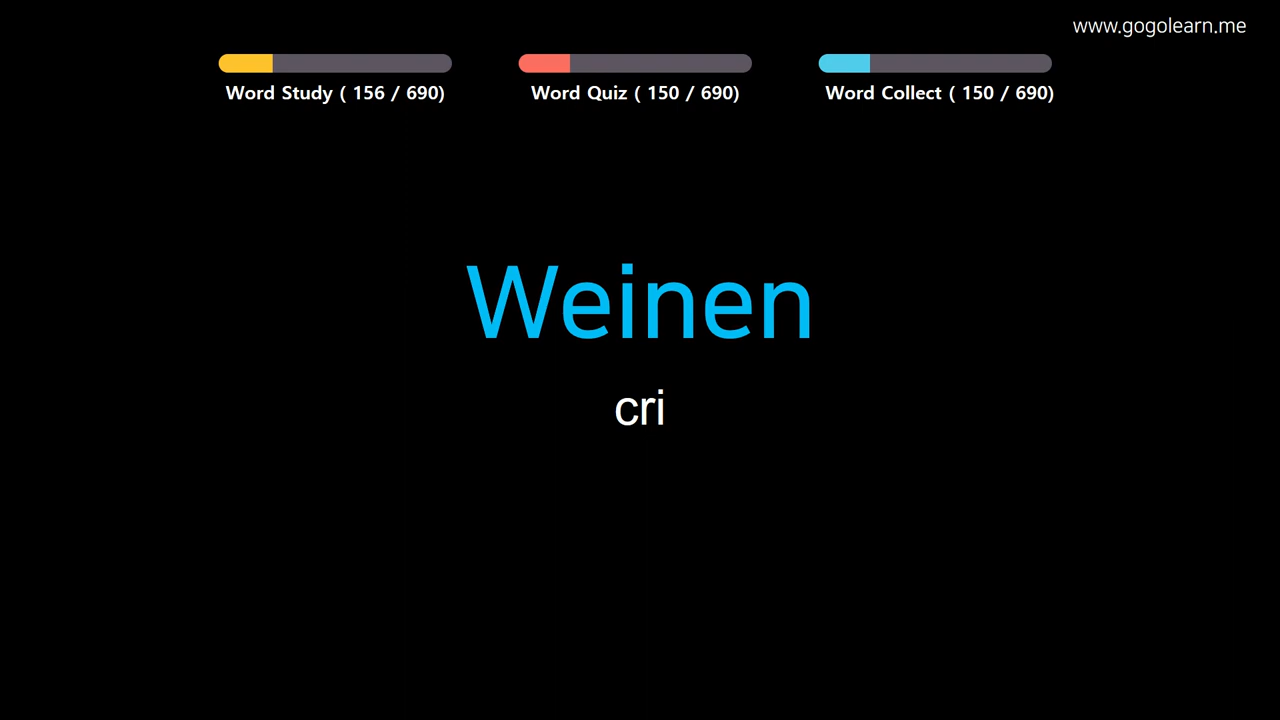 www.gogolearn.me
Word Study ( 156 / 690)
Word Quiz ( 150 / 690)
Word Collect ( 150 / 690)
Weinen
cri